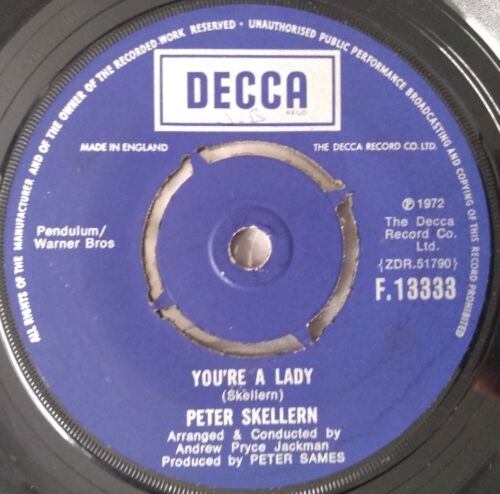 ALL RIGHTS OF THE MANUFACTURER AND OF THE OWNER OF THE RECORDED WORK RESERVED - UNAUTHORISED PUBLIC PERFORMANCE BROADCASTING AND COPYING OF THIS RECORD PROHIBITED
DECCA
REGD
MADE IN ENGLAND
THE DECCA RECORD CO. LTD.
Pendulum/
Warner Bros
℗ 1972
The Decca
Record Co.
Ltd.
{ZDR.51790}
F.13333
YOU'RE A LADY
(Skellern)
PETER SKELLERN
Arranged & Conducted by
Andrew Pryce Jackman
Produced by PETER SAMES